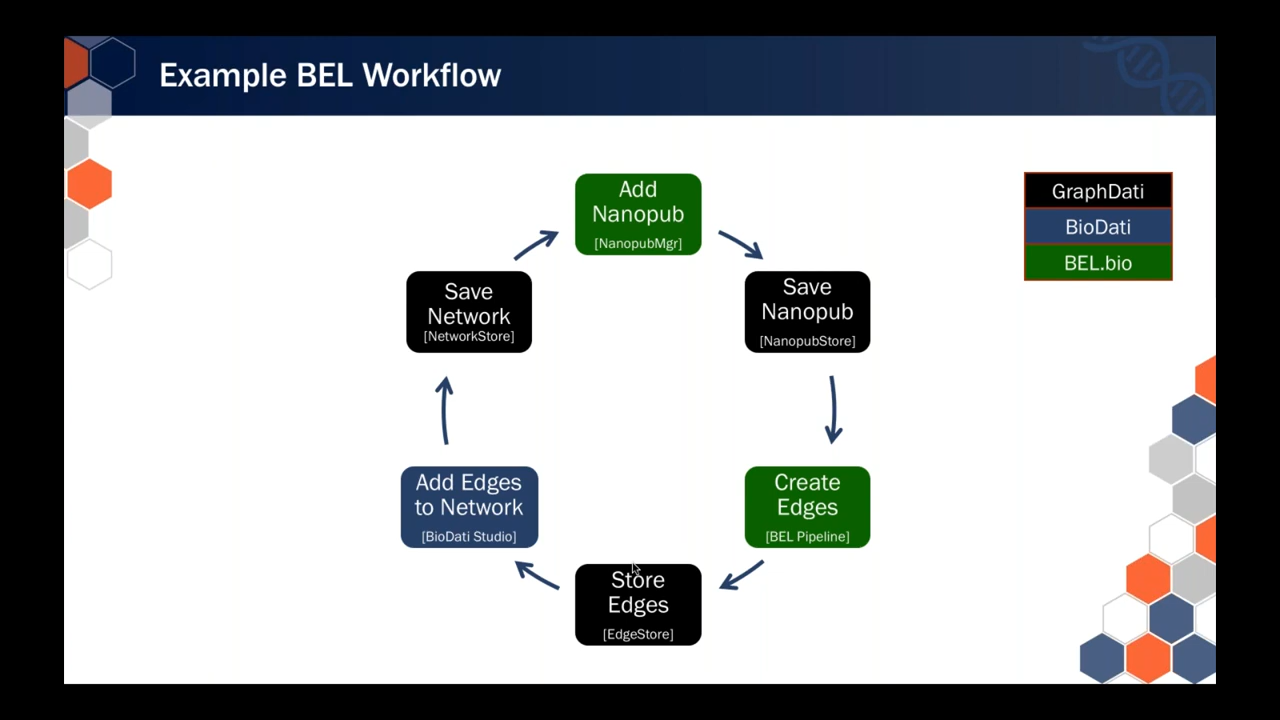 Example BEL Workflow
Add
Nanopub
[NanopubMgr]
GraphDati
BioDati
BEL.bio
Save
Network
[NetworkStore]
Save
Nanopub
[NanopubStore]
Add Edges
to Network
[BioDati Studio]
Create
Edges
[BEL Pipeline]
Store
Edges
[EdgeStore]